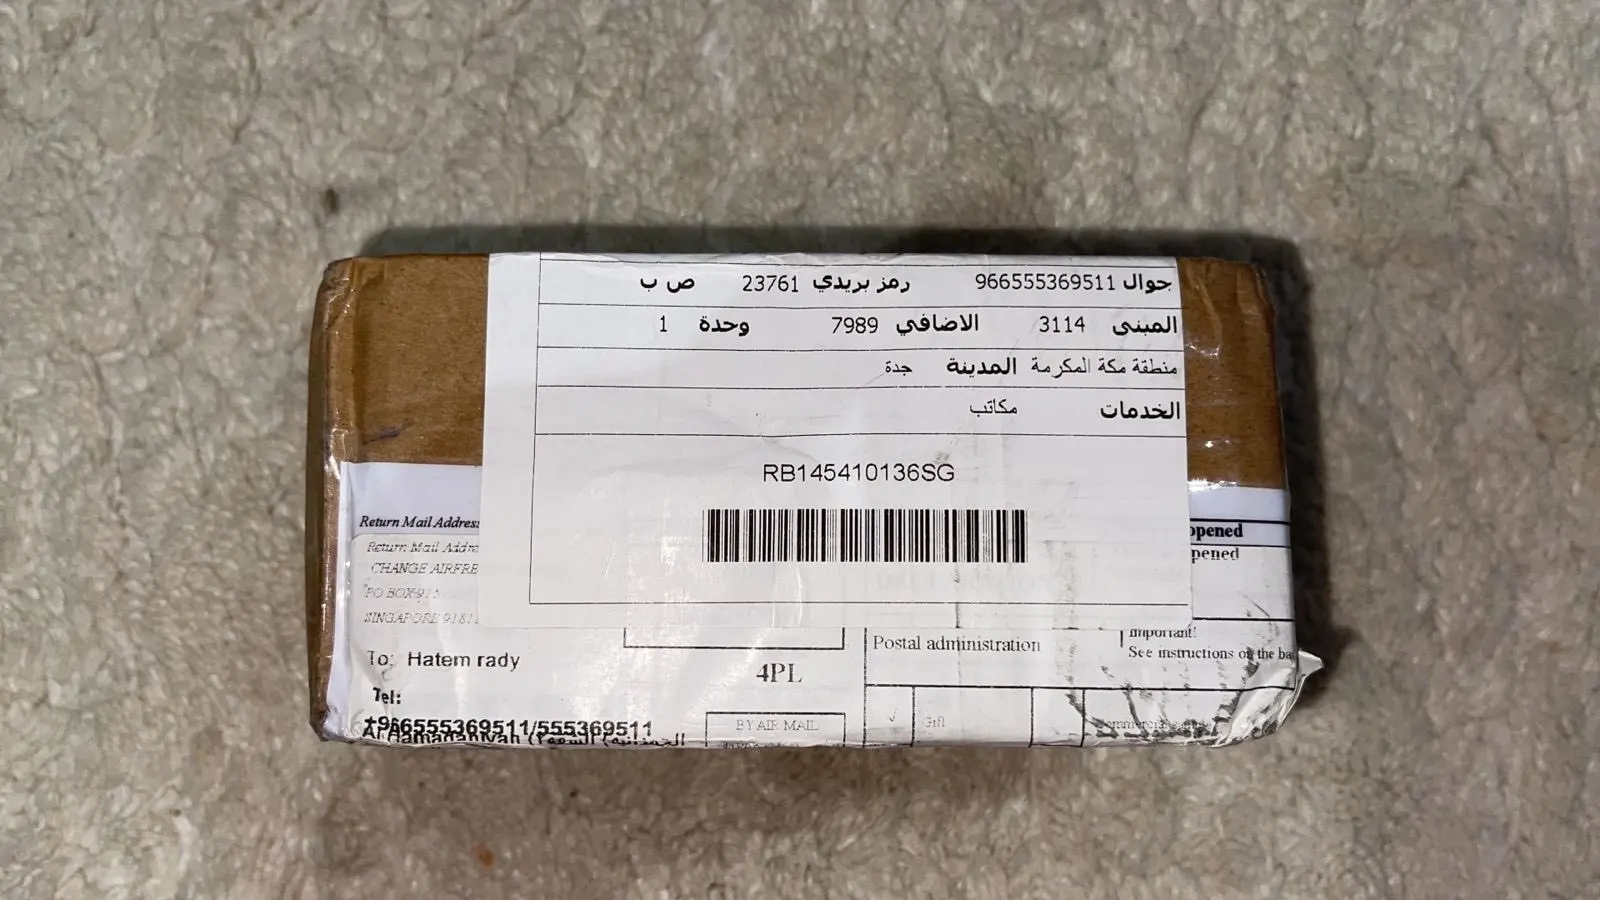 جوال 966555369511 رمز بريدي 23761 ص ب
المبنى 3114 الاضافي 7989 وحدة 1
منطقة مكة المكرمة المدينة جدة
الخدمات مكاتب
RB145410136SG
Return Mail Address
Return Mail Addre
CHANGE AIRFRE
PO BOX
SINGAPORE
To: Hatem rady
Tel:
+966555369511/555369511
Al Hamadaniyah
4PL
BY AIR MAIL
opened
pened
Postal administration
Important!
See instructions on the ba
Gift